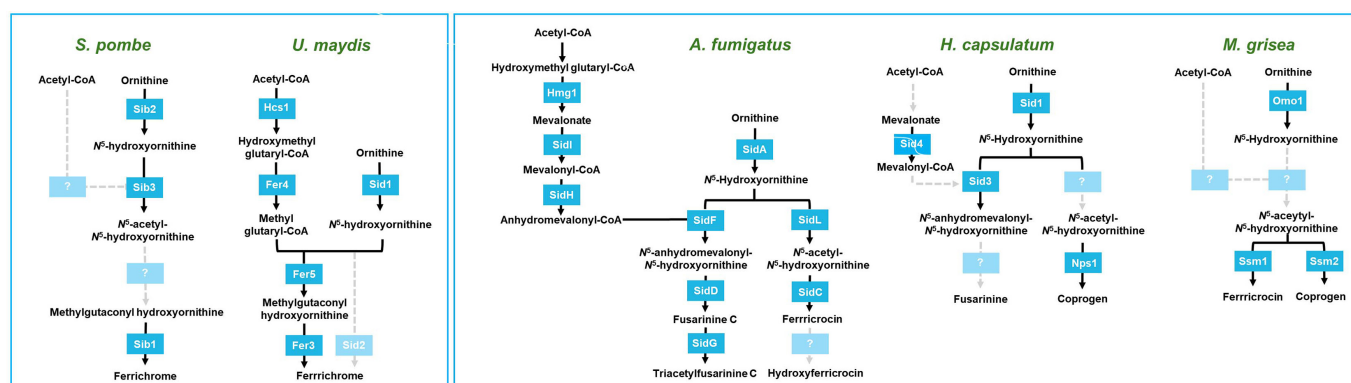 S. pombe
Acetyl-CoA
Ornithine
Sib2
N5-hydroxyornithine
?
Sib3
N5-acetyl-
N5-hydroxyornithine
?
Methylgutaconyl hydroxyornithine
Sib1
Ferrichrome
U. maydis
Acetyl-CoA
Hcs1
Hydroxymethyl
glutaryl-CoA
Ornithine
Fer4
Sid1
Methyl
glutaryl-CoA
N5-hydroxyornithine
Fer5
Methylgutaconyl
hydroxyornithine
Fer3
Sid2
Ferrrichrome
A. fumigatus
Acetyl-CoA
Hydroxymethyl glutaryl-CoA
Hmg1
Mevalonate
SidI
Mevalonyl-CoA
SidH
Anhydromevalonyl-CoA
Ornithine
SidA
N5-Hydroxyornithine
SidF
SidL
N5-anhydromevalonyl-
N5-hydroxyornithine
N5-acetyl-
N5-hydroxyornithine
SidD
SidC
Fusarinine C
Ferrricrocin
SidG
?
Triacetylfusarinine C
Hydroxyferricrocin
H. capsulatum
Acetyl-CoA
Ornithine
Sid1
Mevalonate
N5-Hydroxyornithine
Sid4
Mevalonyl-CoA
Sid3
?
N5-anhydromevalonyl-
N5-hydroxyornithine
N5-acetyl-
N5-hydroxyornithine
?
Nps1
Fusarinine
Coprogen
M. grisea
Acetyl-CoA
Ornithine
Omo1
N5-Hydroxyornithine
?
?
N5-aceytyl-
N5-hydroxyornithine
Ssm1
Ssm2
Ferrricrocin
Coprogen